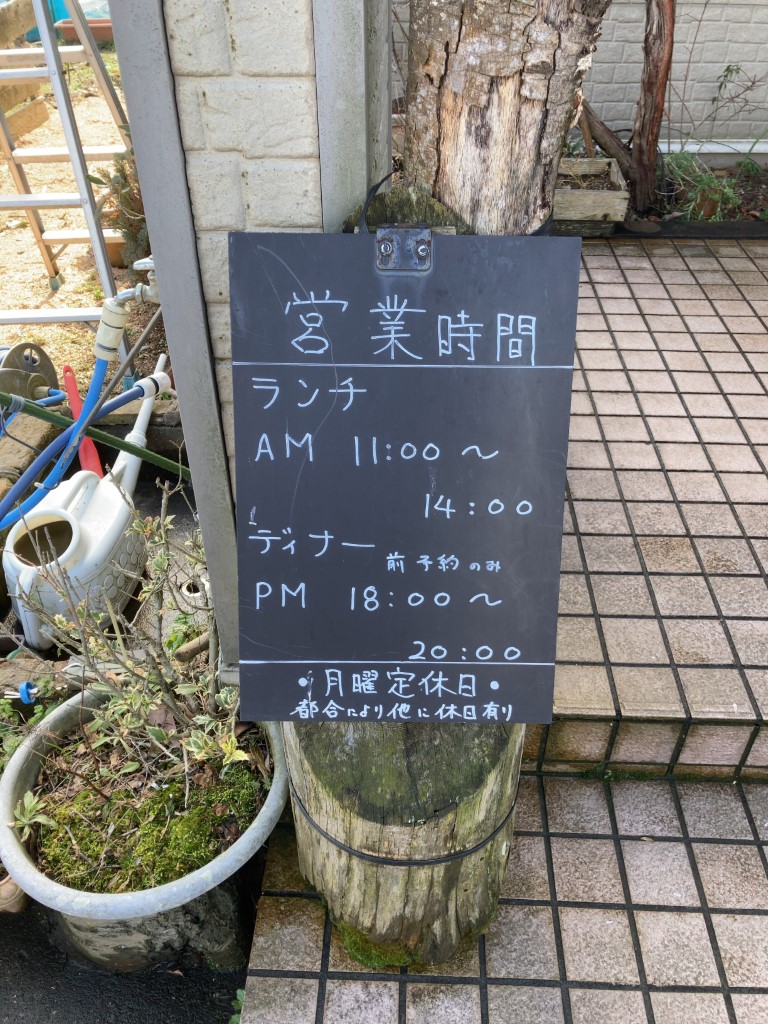 営業時間
ランチ
AM 11:00～
14:00
ディナー 前予約のみ
PM 18:00～
20:00
・月曜定休日・
都合により他に休日有り